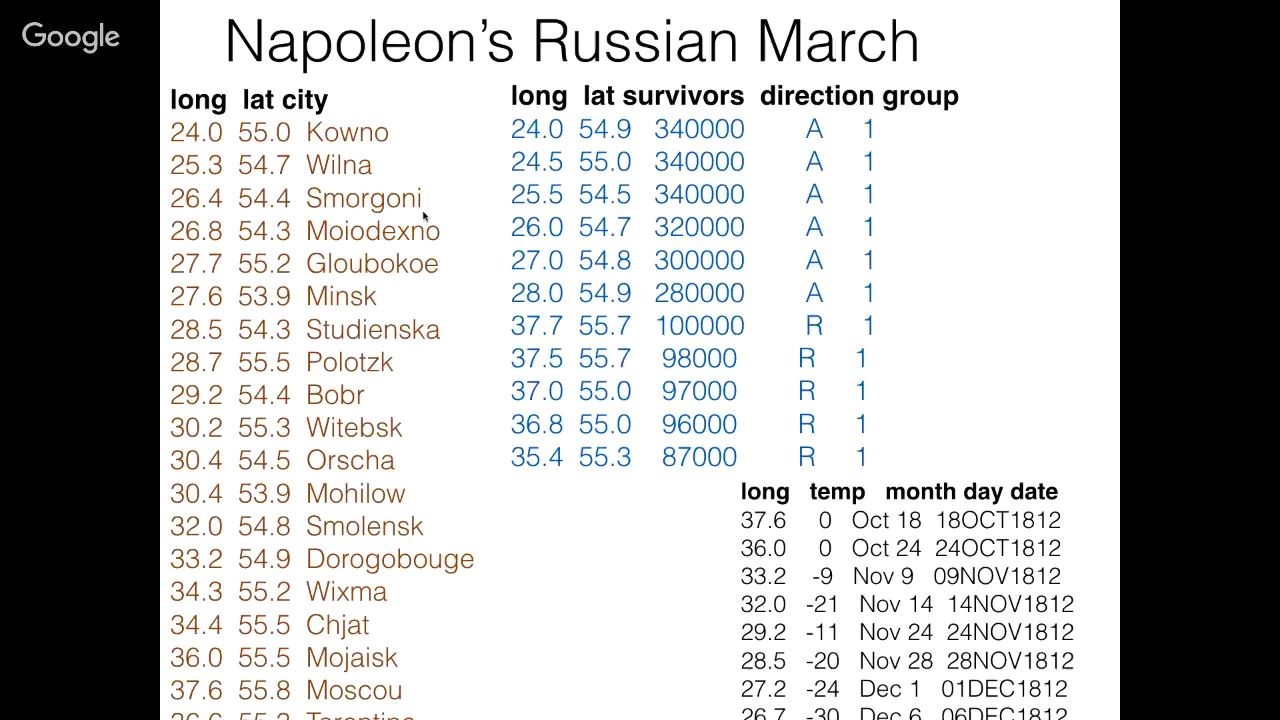 Google
Napoleon's Russian March
long lat city
24.0 55.0 Kowno
25.3 54.7 Wilna
26.4 54.4 Smorgoni
26.8 54.3 Moiodexno
27.7 55.2 Gloubokoe
27.6 53.9 Minsk
28.5 54.3 Studienska
28.7 55.5 Polotzk
29.2 54.4 Bobr
30.2 55.3 Witebsk
30.4 54.5 Orscha
30.4 53.9 Mohilow
32.0 54.8 Smolensk
33.2 54.9 Dorogobouge
34.3 55.2 Wixma
34.4 55.5 Chjat
36.0 55.5 Mojaisk
37.6 55.8 Moscou
36.6 55.3 Tarantino
long lat survivors direction group
24.0 54.9 340000 A 1
24.5 55.0 340000 A 1
25.5 54.5 340000 A 1
26.0 54.7 320000 A 1
27.0 54.8 300000 A 1
28.0 54.9 280000 A 1
37.7 55.7 100000 R 1
37.5 55.7 98000 R 1
37.0 55.0 97000 R 1
36.8 55.0 96000 R 1
35.4 55.3 87000 R 1
long temp month day date
37.6 0 Oct 18 18OCT1812
36.0 0 Oct 24 24OCT1812
33.2 -9 Nov 9 09NOV1812
32.0 -21 Nov 14 14NOV1812
29.2 -11 Nov 24 24NOV1812
28.5 -20 Nov 28 28NOV1812
27.2 -24 Dec 1 01DEC1812
26.7 -30 Dec 6 06DEC1812